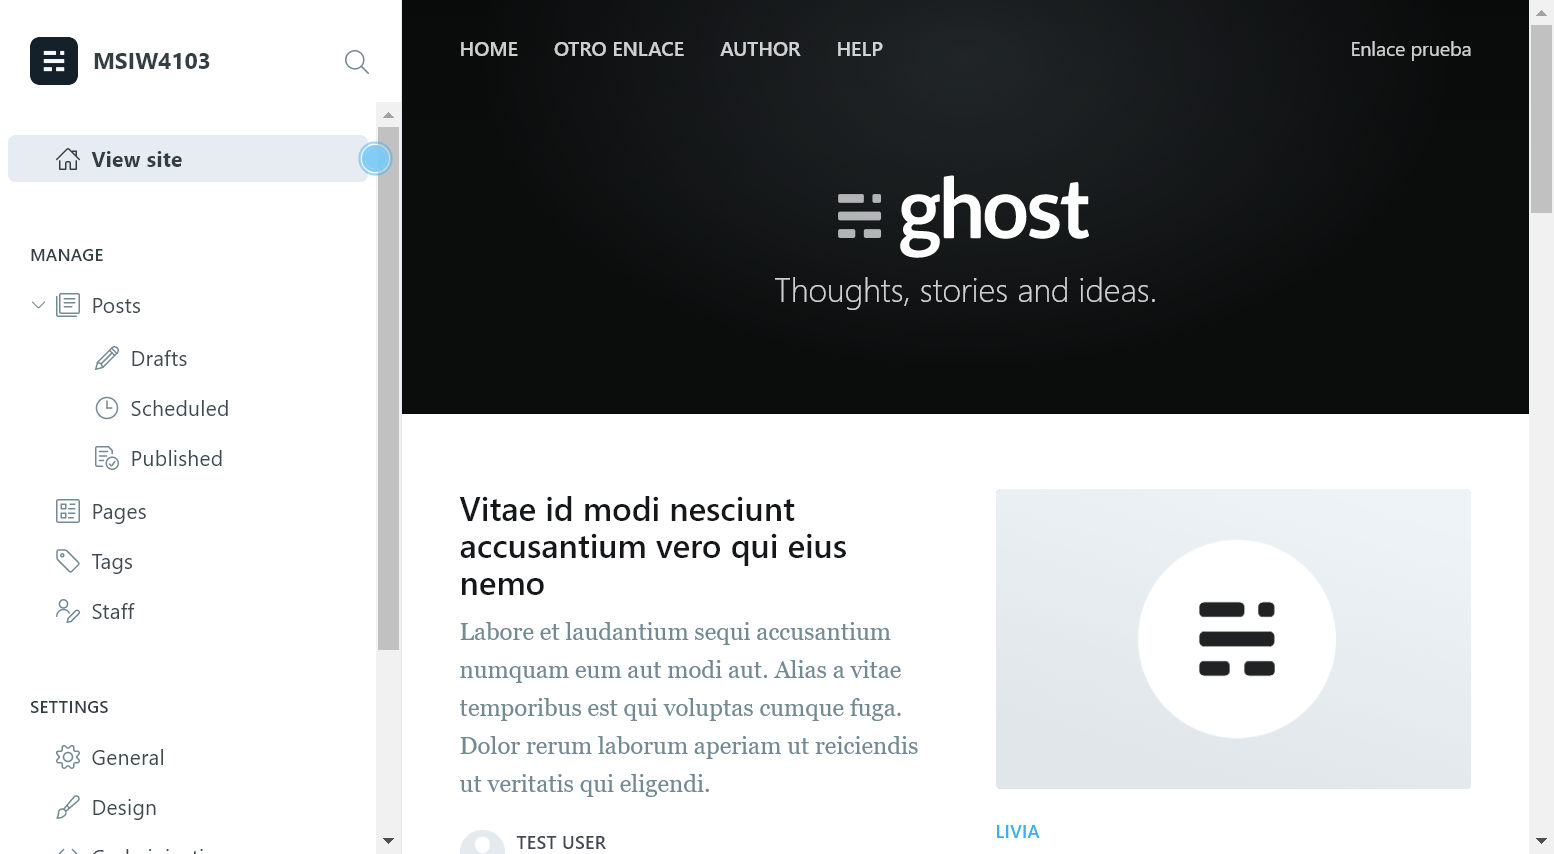 MSIW4103
View site
MANAGE
Posts
Drafts
Scheduled
Published
Pages
Tags
Staff
SETTINGS
General
Design
HOME OTRO ENLACE AUTHOR HELP Enlace prueba
ghost
Thoughts, stories and ideas.
Vitae id modi nesciunt
accusantium vero qui eius
nemo
Labore et laudantium sequi accusantium
numquam eum aut modi aut. Alias a vitae
temporibus est qui voluptas cumque fuga.
Dolor rerum laborum aperiam ut reiciendis
ut veritatis qui eligendi.
TEST USER
LIVIA